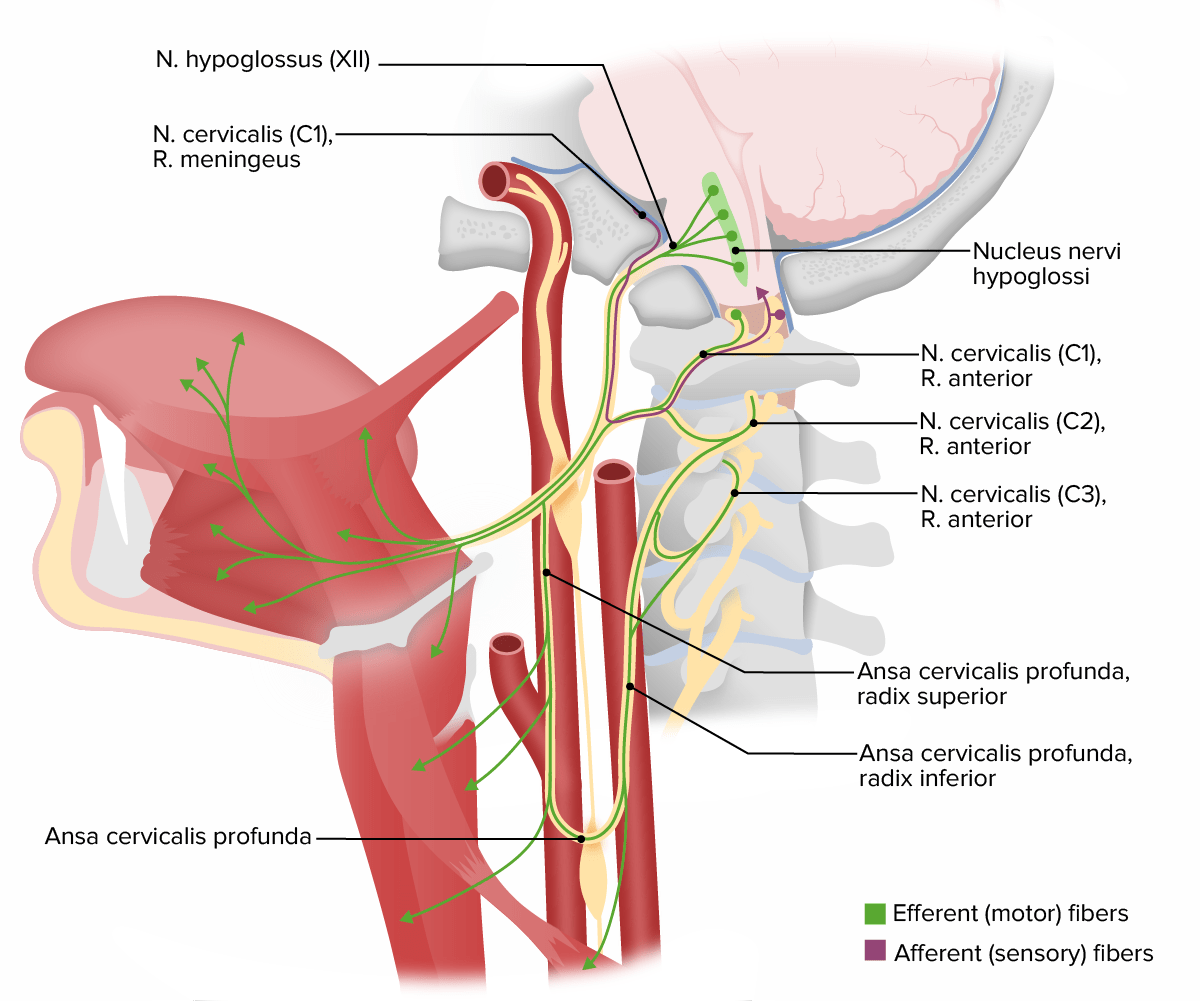 N. hypoglossus (XII)
N. cervicalis (C1),
R. meningeus
Nucleus nervi
hypoglossi
N. cervicalis (C1),
R. anterior
N. cervicalis (C2),
R. anterior
N. cervicalis (C3),
R. anterior
Ansa cervicalis profunda,
radix superior
Ansa cervicalis profunda,
radix inferior
Ansa cervicalis profunda
Efferent (motor) fibers
Afferent (sensory) fibers